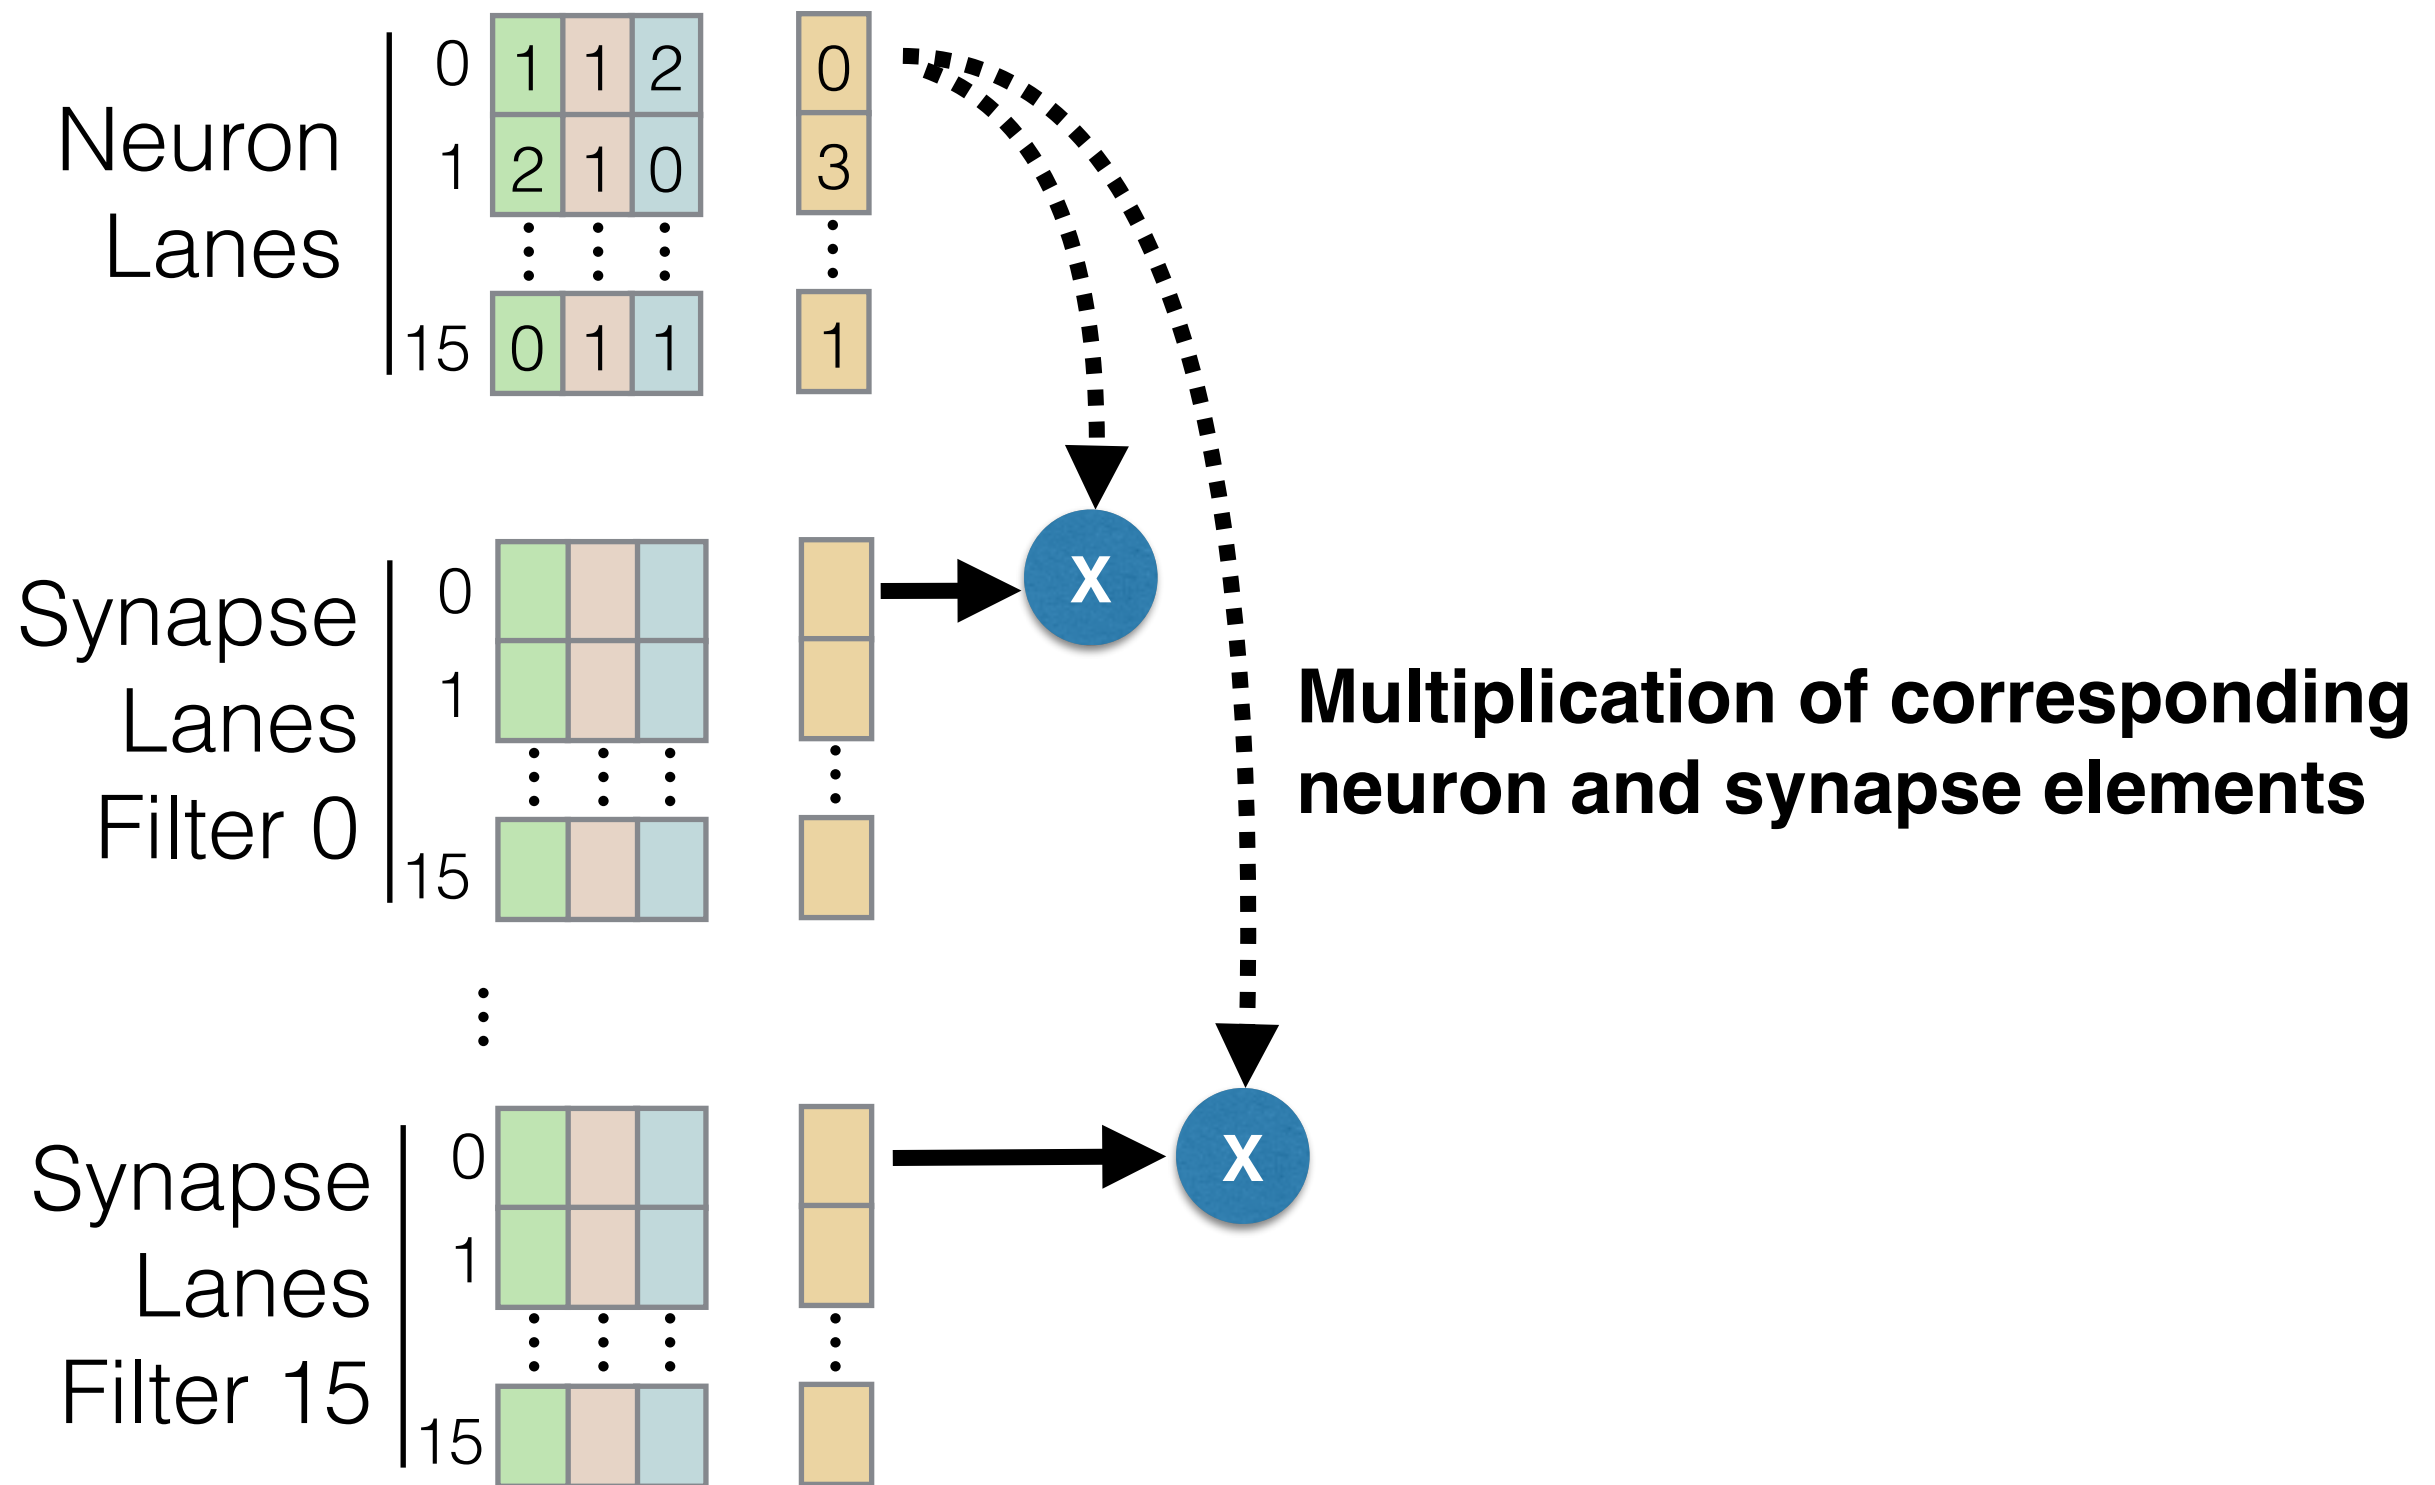 0 1 1 2 0
Neuron
1 2 1 0 3
Lanes
15 0 1 1 1
0
X
Synapse
1
Lanes
Multiplication of corresponding
neuron and synapse elements
Filter 0
15
0
X
Synapse
1
Lanes
Filter 15
15